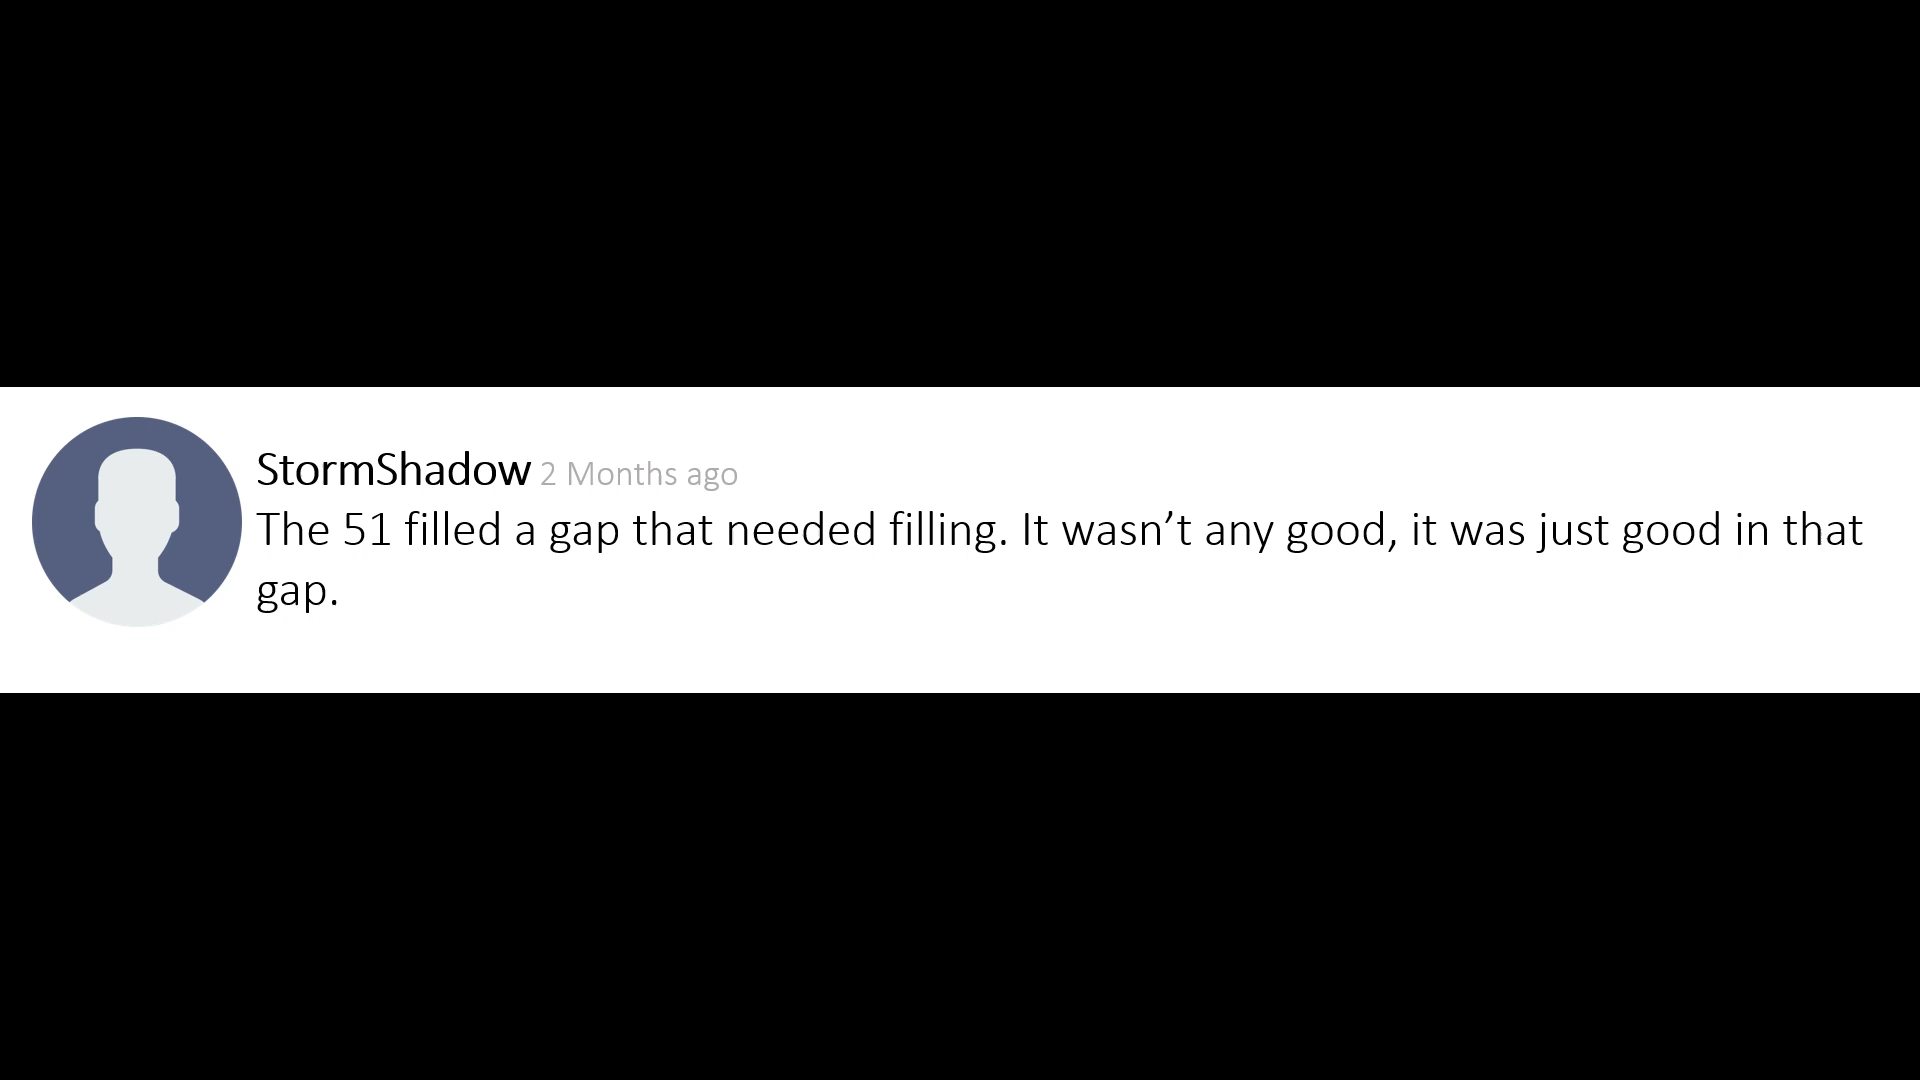 StormShadow 2 Months ago
The 51 filled a gap that needed filling. It wasn’t any good, it was just good in that
gap.